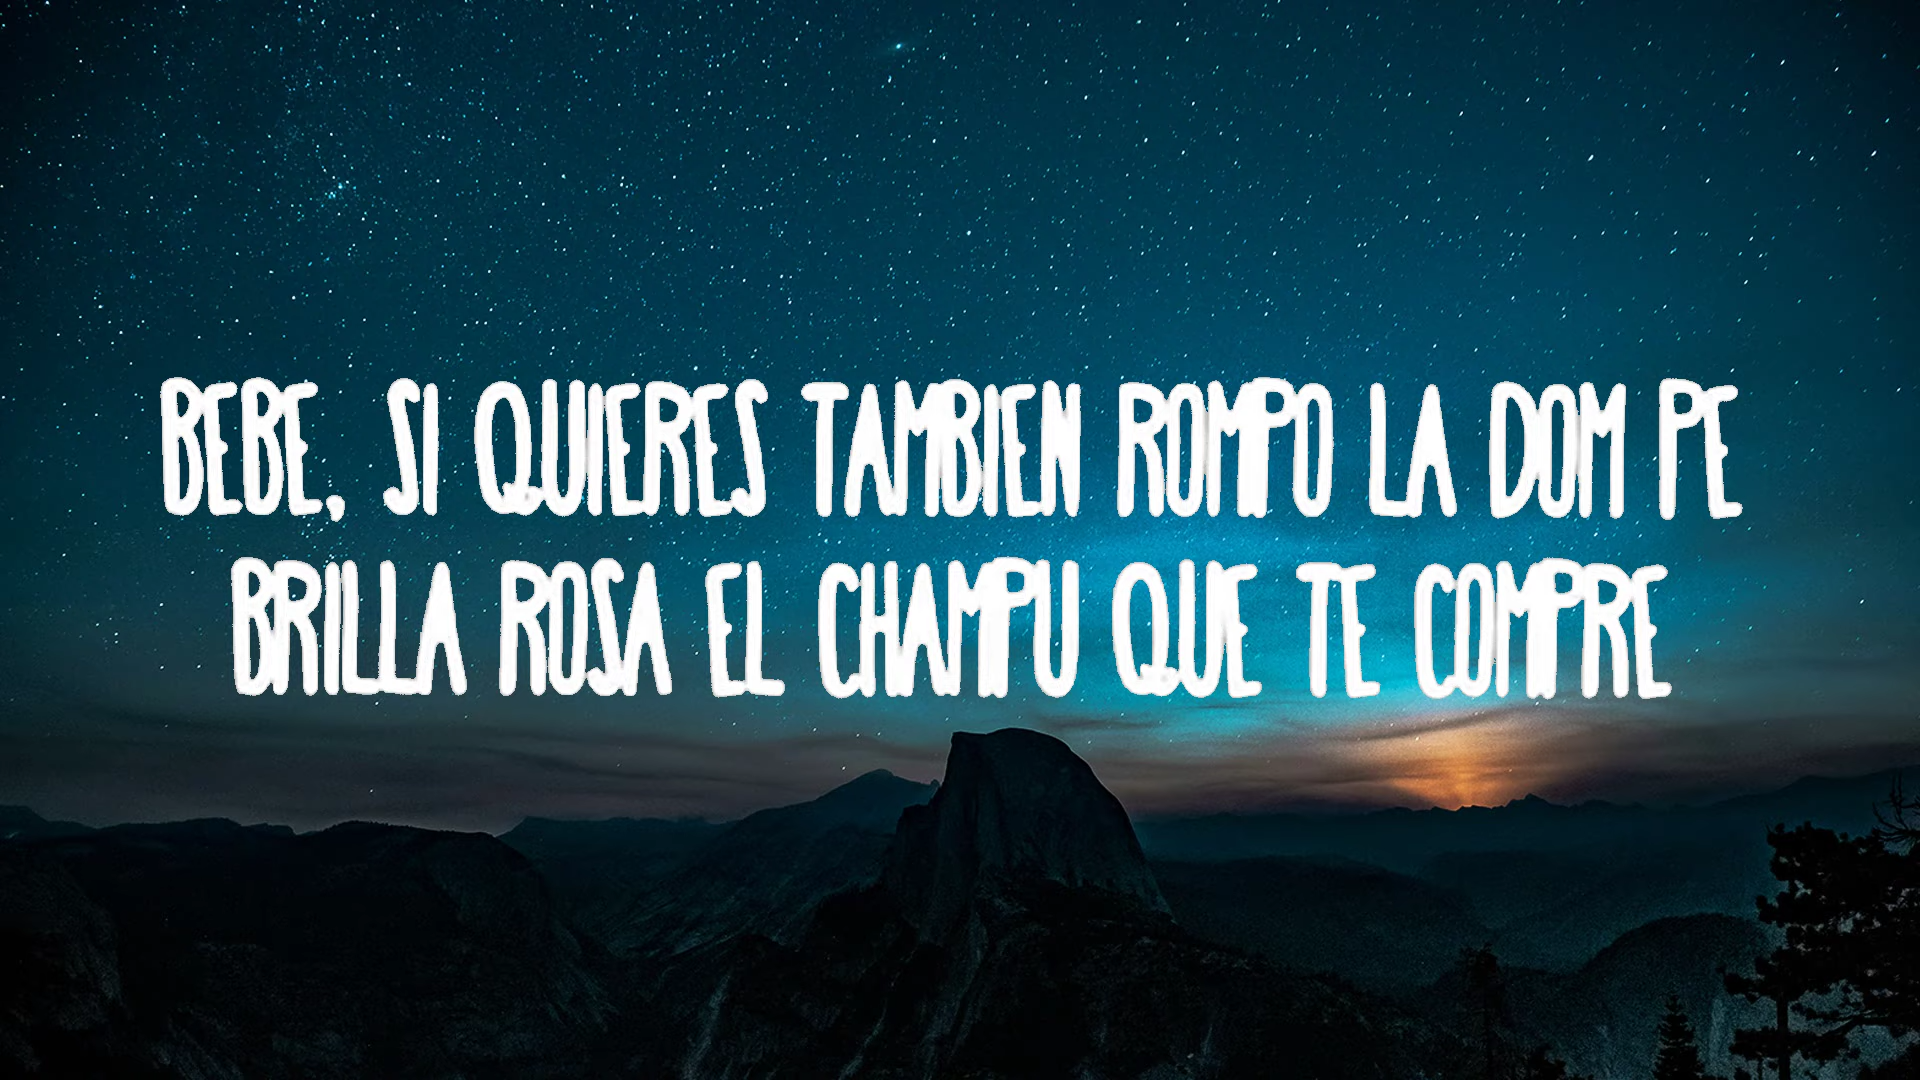 BEBE, SI QUIERES TAMBIEN ROMPO LA DOM PE
BRILLA ROSA EL CHAMPU QUE TE COMPRE